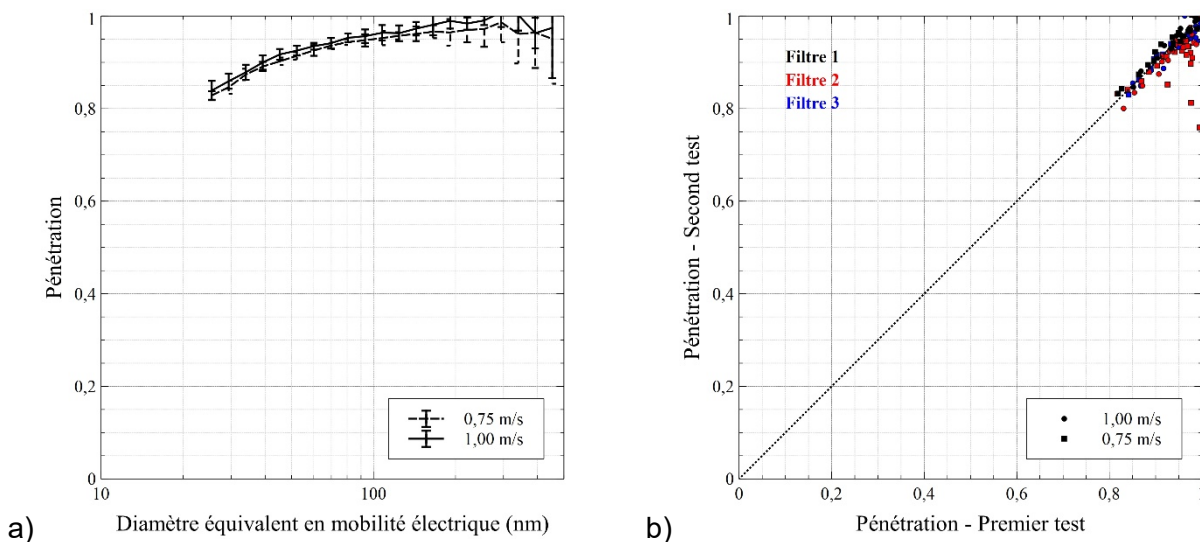 1
0,8
0,6
0,4
0,2
0
Pénétration
10
100
0,75 m/s
1,00 m/s
Diamètre équivalent en mobilité électrique (nm)
a)
1
0,8
0,6
0,4
0,2
0
Pénétration - Second test
Filtre 1
Filtre 2
Filtre 3
1,00 m/s
0,75 m/s
0
0,2
0,4
0,6
0,8
1
Pénétration - Premier test
b)